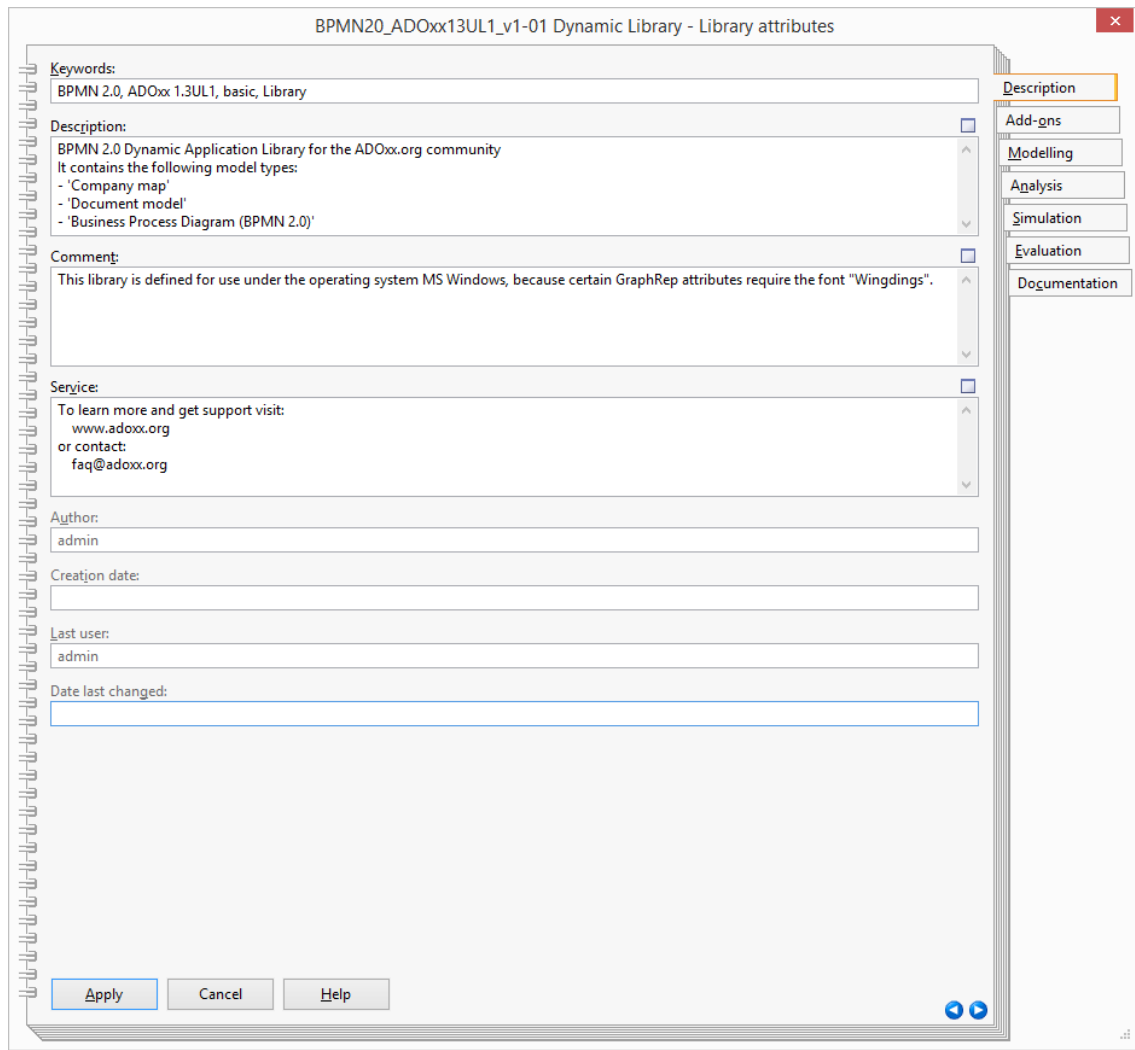 BPMN20_ADOxx13UL1_v1-01 Dynamic Library - Library attributes
Keywords:
BPMN 2.0, ADOxx 1.3UL1, basic, Library
Description:
BPMN 2.0 Dynamic Application Library for the ADOxx.org community
It contains the following model types:
- 'Company map'
- 'Document model'
- 'Business Process Diagram (BPMN 2.0)'
Comment:
This library is defined for use under the operating system MS Windows, because certain GraphRep attributes require the font "Wingdings".
Service:
To learn more and get support visit:
www.adoxx.org
or contact:
faq@adoxx.org
Author:
admin
Creation date:
Last user:
admin
Date last changed:
Apply
Cancel
Help
Description
Add-ons
Modelling
Analysis
Simulation
Evaluation
Documentation